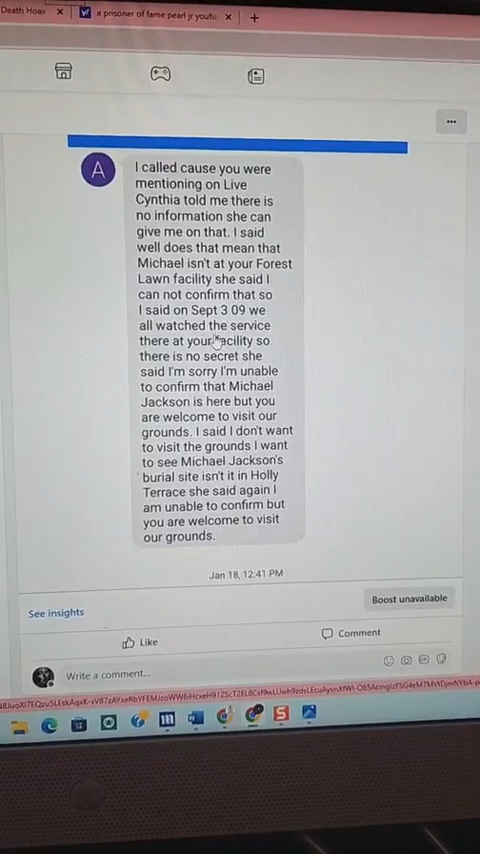 Death Hoax
a prisoner of fame pearl jr youtu
A
I called cause you were
mentioning on Live
Cynthia told me there is
no information she can
give me on that. I said
well does that mean that
Michael isn't at your Forest
Lawn facility she said I
can not confirm that so
I said on Sept 3 09 we
all watched the service
there at your facility so
there is no secret she
said I'm sorry I'm unable
to confirm that Michael
Jackson is here but you
are welcome to visit our
grounds. I said I don't want
to visit the grounds I want
to see Michael Jackson's
burial site isn't it in Holly
Terrace she said again I
am unable to confirm but
you are welcome to visit
our grounds.
Jan 18, 12:41 PM
Boost unavailable
See insights
Like
Comment
Write a comment...